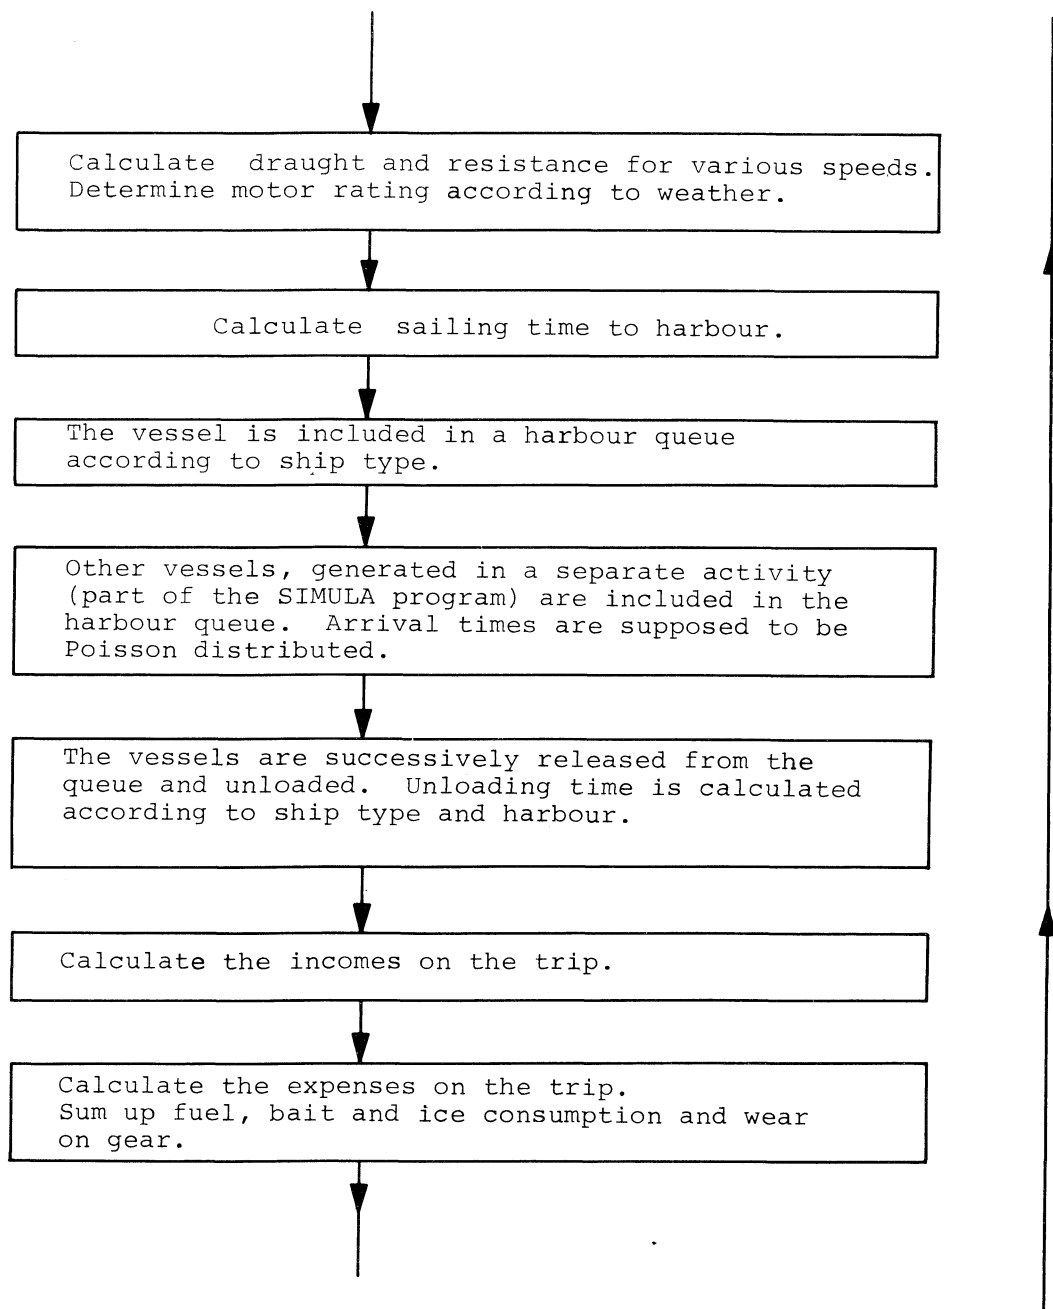 Calculate draught and resistance for various speeds.
Determine motor rating according to weather.
Calculate sailing time to harbour.
The vessel is included in a harbour queue
according to ship type.
Other vessels, generated in a separate activity
(part of the SIMULA program) are included in the
harbour queue. Arrival times are supposed to be
Poisson distributed.
The vessels are successively released from the
queue and unloaded. Unloading time is calculated
according to ship type and harbour.
Calculate the incomes on the trip.
Calculate the expenses on the trip.
Sum up fuel, bait and ice consumption and wear
on gear.